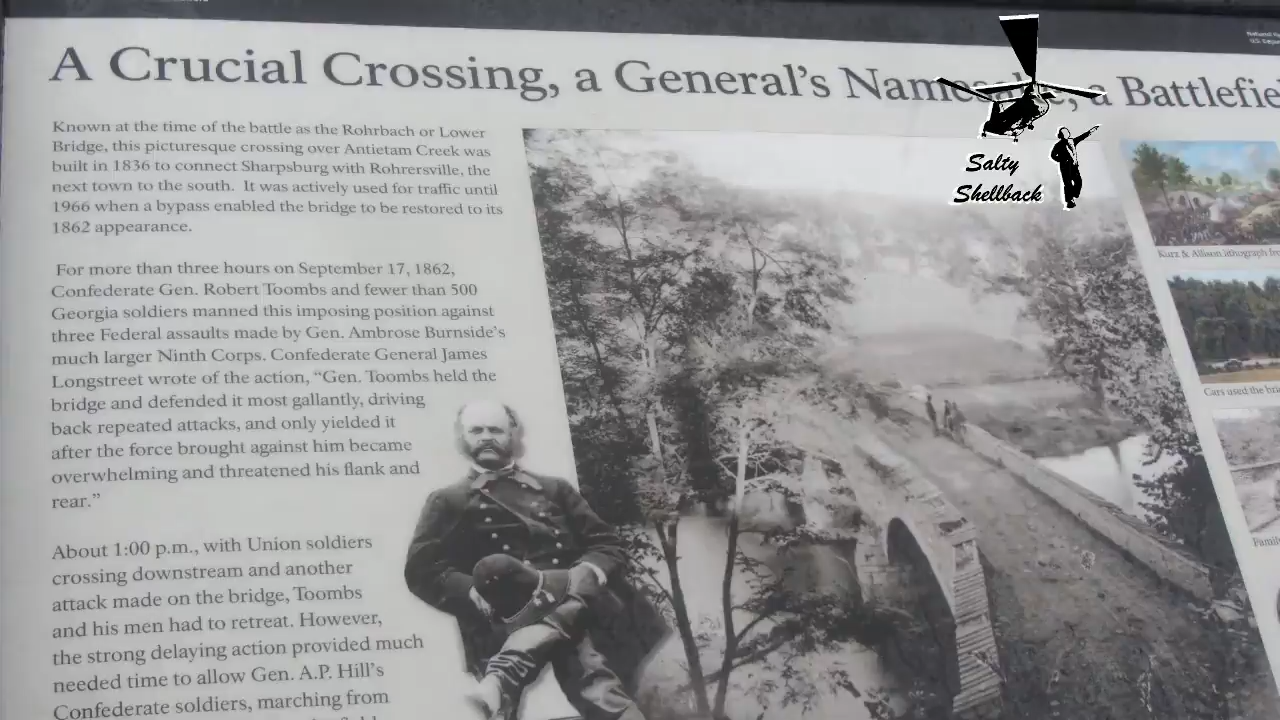 A Crucial Crossing, a General's Namesake, a Battlefie
Known at the time of the battle as the Rohrbach or Lower
Bridge, this picturesque crossing over Antietam Creek was
built in 1836 to connect Sharpsburg with Rohrersville, the
next town to the south. It was actively used for traffic until
1966 when a bypass enabled the bridge to be restored to its
1862 appearance.
For more than three hours on September 17, 1862,
Confederate Gen. Robert Toombs and fewer than 500
Georgia soldiers manned this imposing position against
three Federal assaults made by Gen. Ambrose Burnside's
much larger Ninth Corps. Confederate General James
Longstreet wrote of the action, “Gen. Toombs held the
bridge and defended it most gallantly, driving
back repeated attacks, and only yielded it
after the force brought against him became
overwhelming and threatened his flank and
rear.”
About 1:00 p.m., with Union soldiers
crossing downstream and another
attack made on the bridge, Toombs
and his men had to retreat. However,
the strong delaying action provided much
needed time to allow Gen. A.P. Hill's
Confederate soldiers, marching from
Salty
Shellback
Kurz & Allison lithograph fr
Cars used the bri
Famil